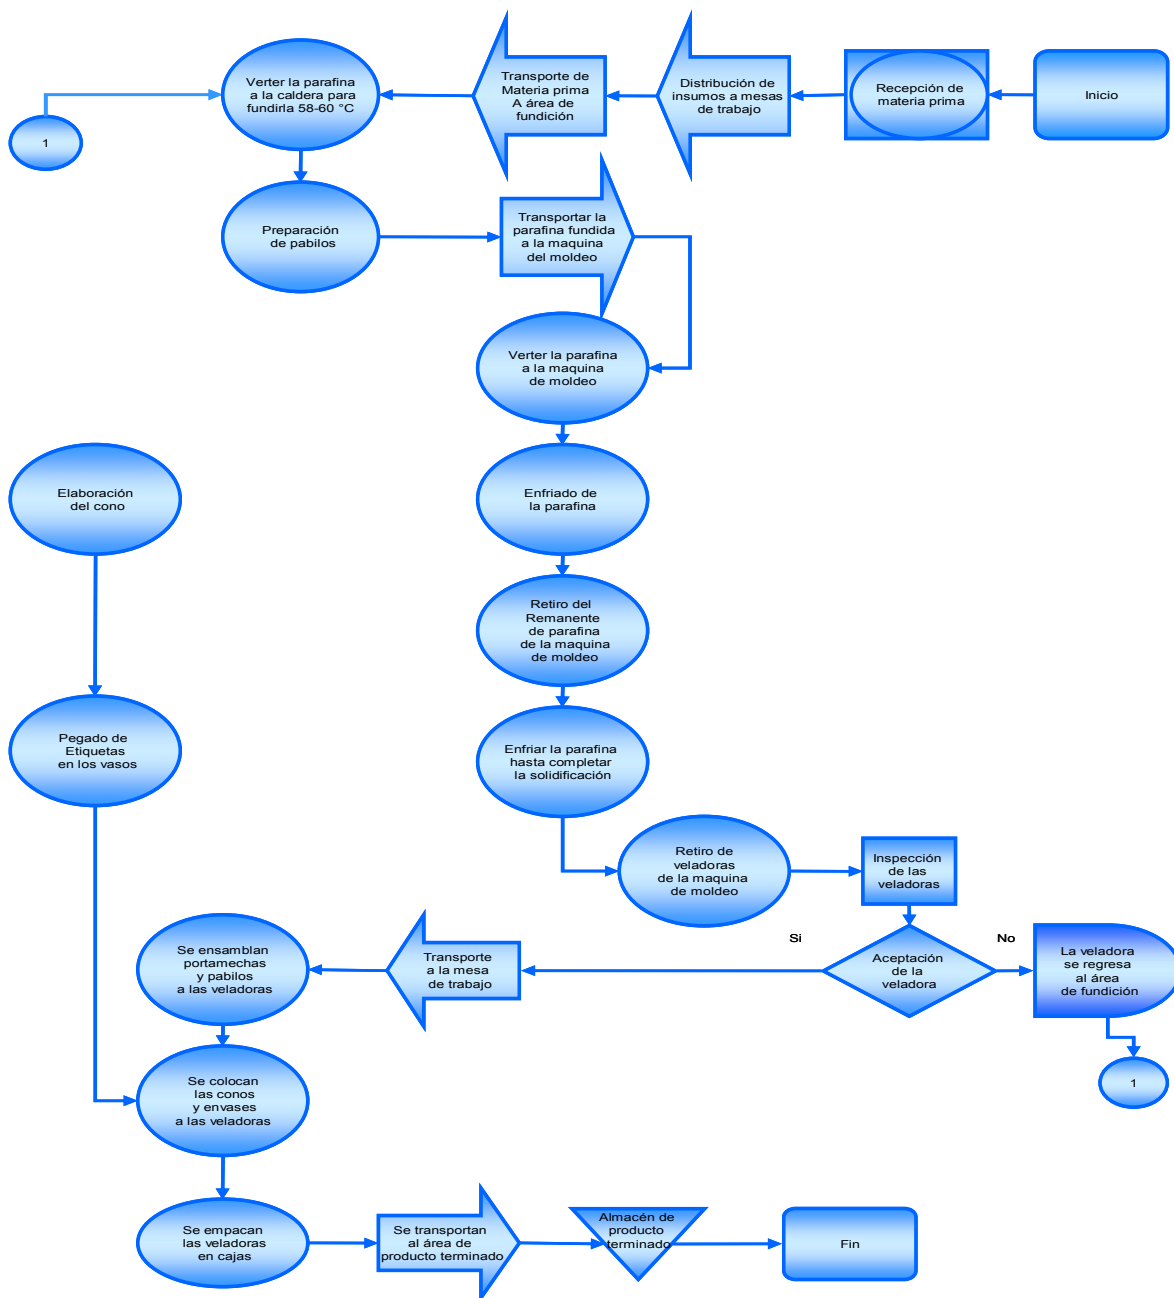 Inicio
Recepción de
materia prima
Distribución de
insumos a mesas
de trabajo
Transporte de
Materia prima
A área de
fundición
Verter la parafina
a la caldera para
fundirla 58-60 °C
1
Preparación
de pabilos
Transportar la
parafina fundida
a la maquina
del moldeo
Verter la parafina
a la maquina
de moldeo
Enfriado de
la parafina
Retiro del
Remanente
de parafina
de la maquina
de moldeo
Enfriar la parafina
hasta completar
la solidificación
Retiro de
veladoras
de la maquina
de moldeo
Inspección
de las
veladoras
Aceptación
de la
veladora
Si
No
La veladora
se regresa
al área
de fundición
1
Transporte
a la mesa
de trabajo
Se ensamblan
portamechas
y pabilos
a las veladoras
Elaboración
del cono
Pegado de
Etiquetas
en los vasos
Se colocan
las conos
y envases
a las veladoras
Se empacan
las veladoras
en cajas
Se transportan
al área de
producto terminado
Almacén de
producto
terminado
Fin